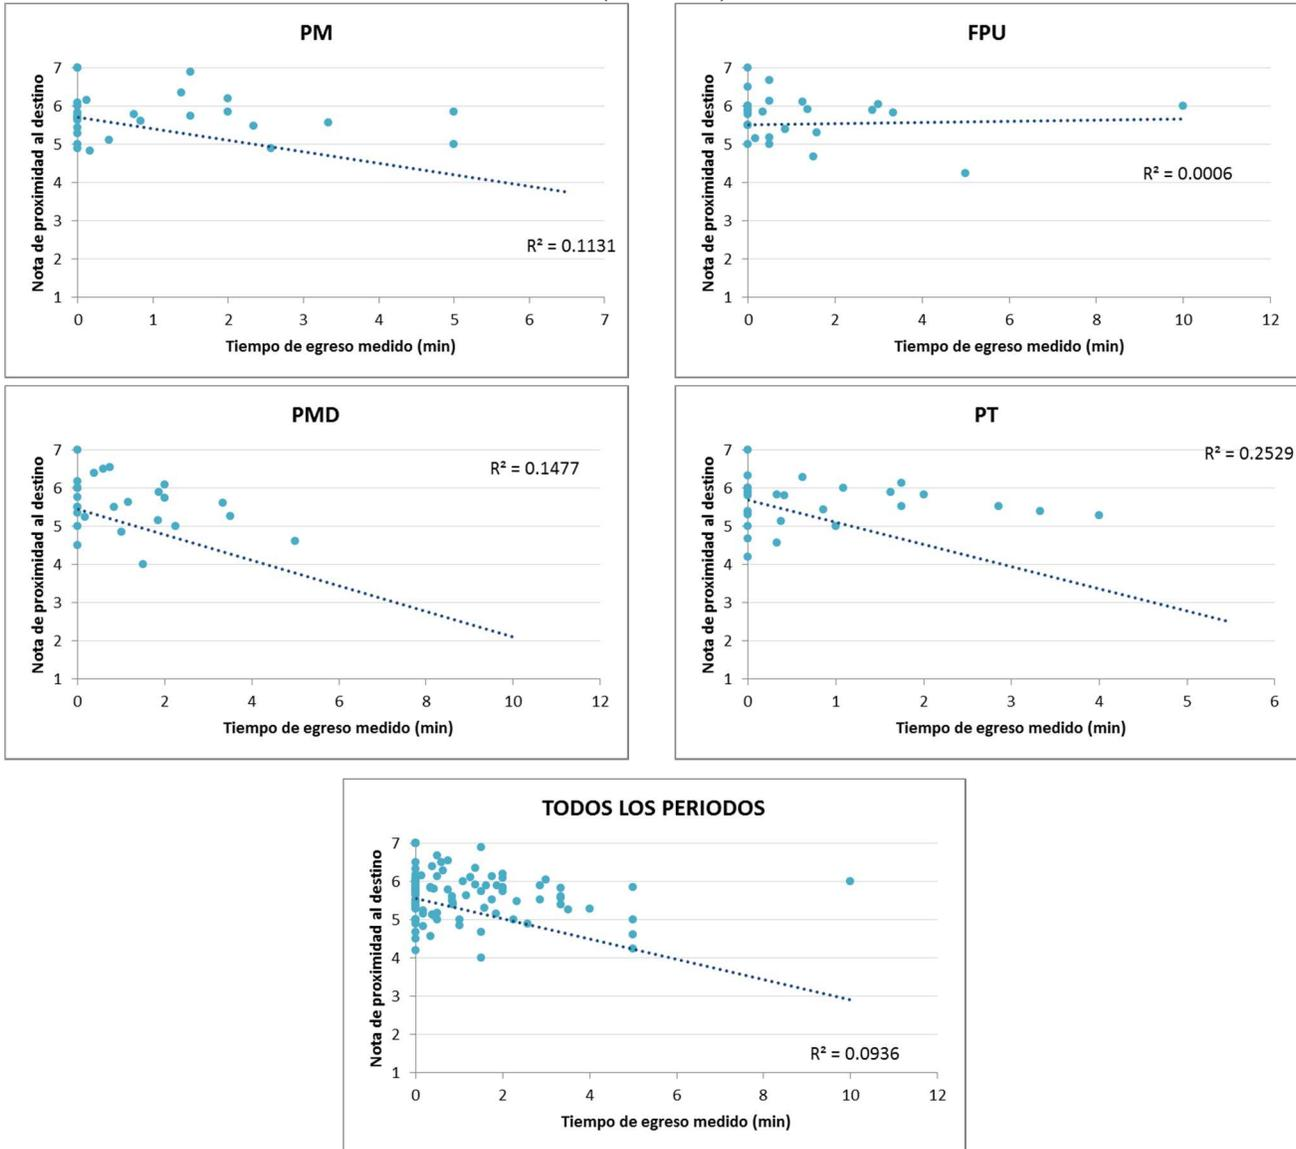 PM
7
6
5
4
3
2
1
0 1 2 3 4 5 6 7
Nota de proximidad al destino
Tiempo de egreso medido (min)
R² = 0.1131
FPU
7
6
5
4
3
2
1
0 2 4 6 8 10 12
Nota de proximidad al destino
Tiempo de egreso medido (min)
R² = 0.0006
PMD
7
6
5
4
3
2
1
0 2 4 6 8 10 12
Nota de proximidad al destino
Tiempo de egreso medido (min)
R² = 0.1477
PT
7
6
5
4
3
2
1
0 1 2 3 4 5 6
Nota de proximidad al destino
Tiempo de egreso medido (min)
R² = 0.2529
TODOS LOS PERIODOS
7
6
5
4
3
2
1
0 2 4 6 8 10 12
Nota de proximidad al destino
Tiempo de egreso medido (min)
R² = 0.0936